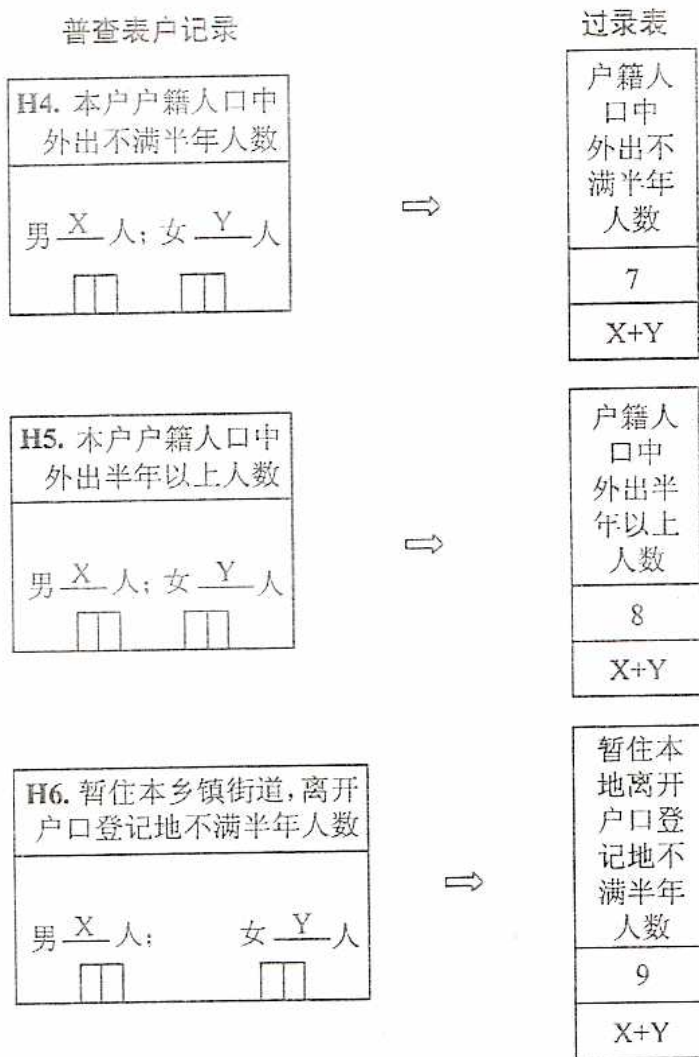 普查表户记录
过录表
H4. 本户户籍人口中
外出不满半年人数
男 X 人; 女 Y 人
⇨
户籍人
口中
外出不
满半年
人数
7
X+Y
H5. 本户户籍人口中
外出半年以上人数
男 X 人; 女 Y 人
⇨
户籍人
口中
外出半
年以上
人数
8
X+Y
H6. 暂住本乡镇街道,离开
户口登记地不满半年人数
男 X 人; 女 Y 人
⇨
暂住本
地离开
户口登
记地不
满半年
人数
9
X+Y